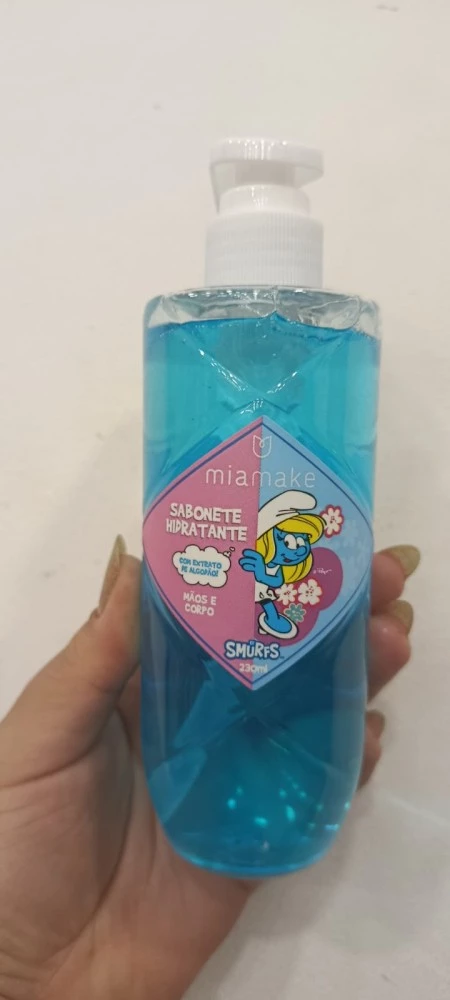 miamake
SABONETE
HIDRATANTE
COM EXTRATO
DE ALGODÃO!
MÃOS E
CORPO
SMURFS
230ml